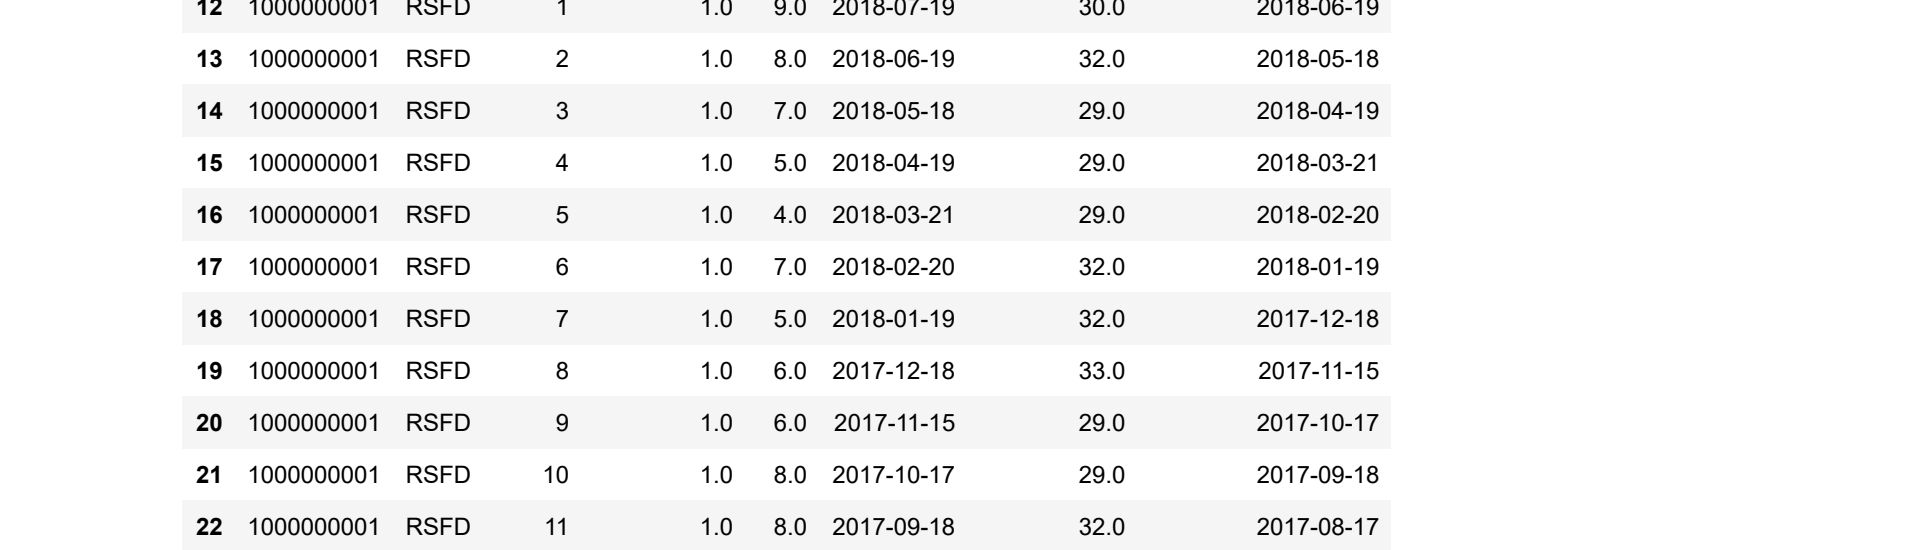 12 1000000001 RSFD 1 1.0 9.0 2018-07-19 30.0 2018-06-19
13 1000000001 RSFD 2 1.0 8.0 2018-06-19 32.0 2018-05-18
14 1000000001 RSFD 3 1.0 7.0 2018-05-18 29.0 2018-04-19
15 1000000001 RSFD 4 1.0 5.0 2018-04-19 29.0 2018-03-21
16 1000000001 RSFD 5 1.0 4.0 2018-03-21 29.0 2018-02-20
17 1000000001 RSFD 6 1.0 7.0 2018-02-20 32.0 2018-01-19
18 1000000001 RSFD 7 1.0 5.0 2018-01-19 32.0 2017-12-18
19 1000000001 RSFD 8 1.0 6.0 2017-12-18 33.0 2017-11-15
20 1000000001 RSFD 9 1.0 6.0 2017-11-15 29.0 2017-10-17
21 1000000001 RSFD 10 1.0 8.0 2017-10-17 29.0 2017-09-18
22 1000000001 RSFD 11 1.0 8.0 2017-09-18 32.0 2017-08-17